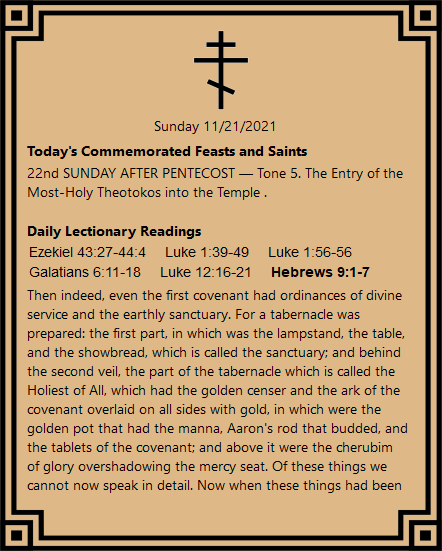 Sunday 11/21/2021
Today's Commemorated Feasts and Saints
22nd SUNDAY AFTER PENTECOST — Tone 5. The Entry of the
Most-Holy Theotokos into the Temple .
Daily Lectionary Readings
Ezekiel 43:27-44:4 Luke 1:39-49 Luke 1:56-56
Galatians 6:11-18 Luke 12:16-21 Hebrews 9:1-7
Then indeed, even the first covenant had ordinances of divine
service and the earthly sanctuary. For a tabernacle was
prepared: the first part, in which was the lampstand, the table,
and the showbread, which is called the sanctuary; and behind
the second veil, the part of the tabernacle which is called the
Holiest of All, which had the golden censer and the ark of the
covenant overlaid on all sides with gold, in which were the
golden pot that had the manna, Aaron's rod that budded, and
the tablets of the covenant; and above it were the cherubim
of glory overshadowing the mercy seat. Of these things we
cannot now speak in detail. Now when these things had been